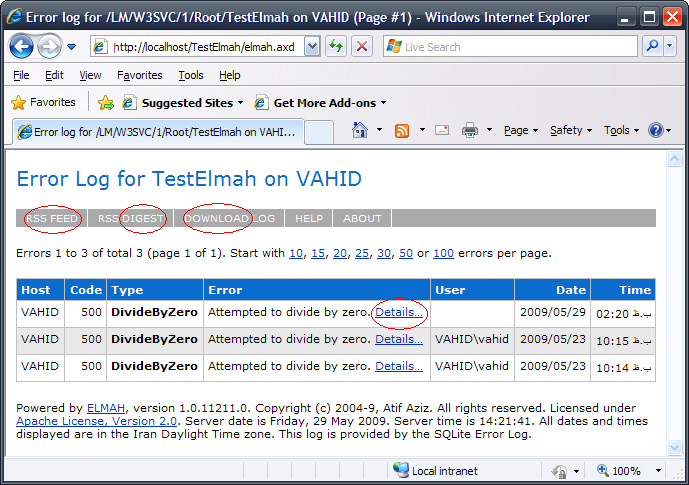 Error log for /LM/W3SVC/1/Root/TestElmah on VAHID (Page #1) - Windows Internet Explorer
http://localhost/TestElmah/elmah.axd
Live Search
File Edit View Favorites Tools Help
Favorites Suggested Sites Get More Add-ons
Error log for /LM/W3SVC/1/Root/TestElmah on VAHI... Page Safety Tools
Error Log for TestElmah on VAHID
RSS FEED RSS DIGEST DOWNLOAD LOG HELP ABOUT
Errors 1 to 3 of total 3 (page 1 of 1). Start with 10, 15, 20, 25, 30, 50 or 100 errors per page.
Host Code Type Error User Date Time
VAHID 500 DivideByZero Attempted to divide by zero. Details... 2009/05/29 02:20 ب.ظ
VAHID 500 DivideByZero Attempted to divide by zero. Details... VAHID\vahid 2009/05/23 10:15 ب.ظ
VAHID 500 DivideByZero Attempted to divide by zero. Details... VAHID\vahid 2009/05/23 10:14 ب.ظ
Powered by ELMAH, version 1.0.11211.0. Copyright (c) 2004-9, Atif Aziz. All rights reserved. Licensed under
Apache License, Version 2.0. Server date is Friday, 29 May 2009. Server time is 14:21:41. All dates and times
displayed are in the Iran Daylight Time zone. This log is provided by the SQLite Error Log.
Local intranet 100%